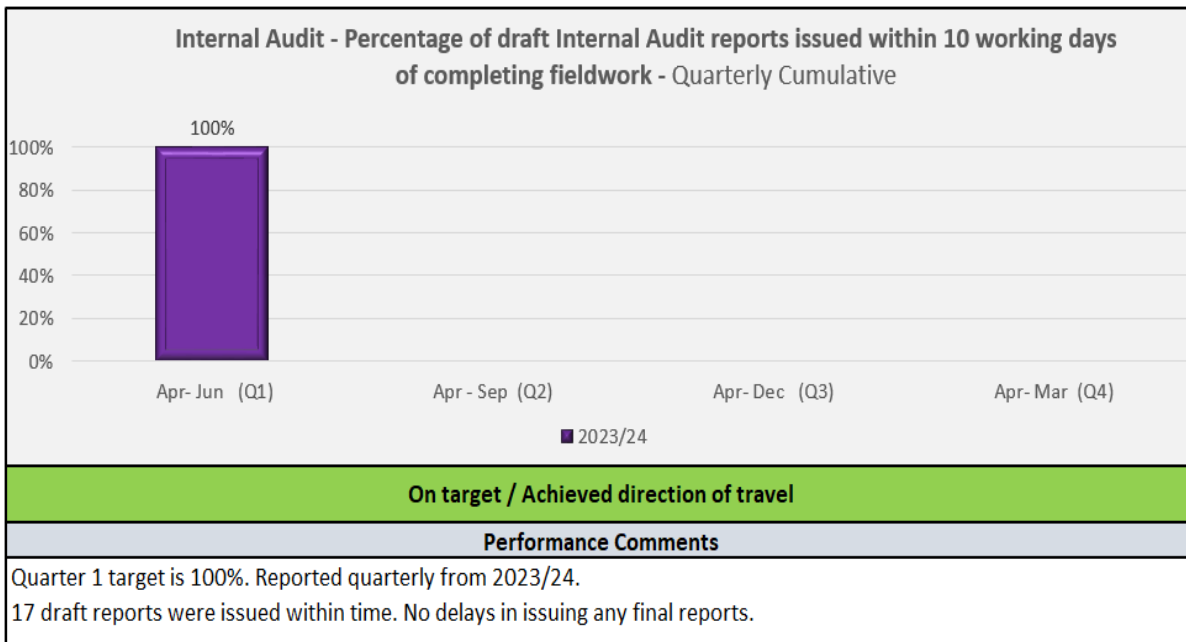 Internal Audit - Percentage of draft Internal Audit reports issued within 10 working days
of completing fieldwork - Quarterly Cumulative
100%
100%
80%
60%
40%
20%
0%
Apr- Jun (Q1)
Apr - Sep (Q2)
Apr- Dec (Q3)
Apr- Mar (Q4)
2023/24
On target / Achieved direction of travel
Performance Comments
Quarter 1 target is 100%. Reported quarterly from 2023/24.
17 draft reports were issued within time. No delays in issuing any final reports.